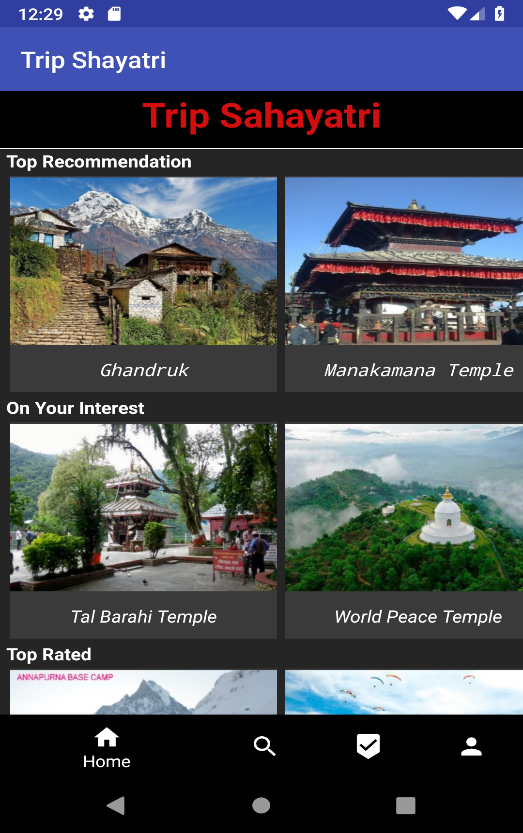 12:29
Trip Shayatri
Trip Sahayatri
Top Recommendation
Ghandruk
Manakamana Temple
On Your Interest
Tal Barahi Temple
World Peace Temple
Top Rated
ANNAPURNA BASE CAMP
Home